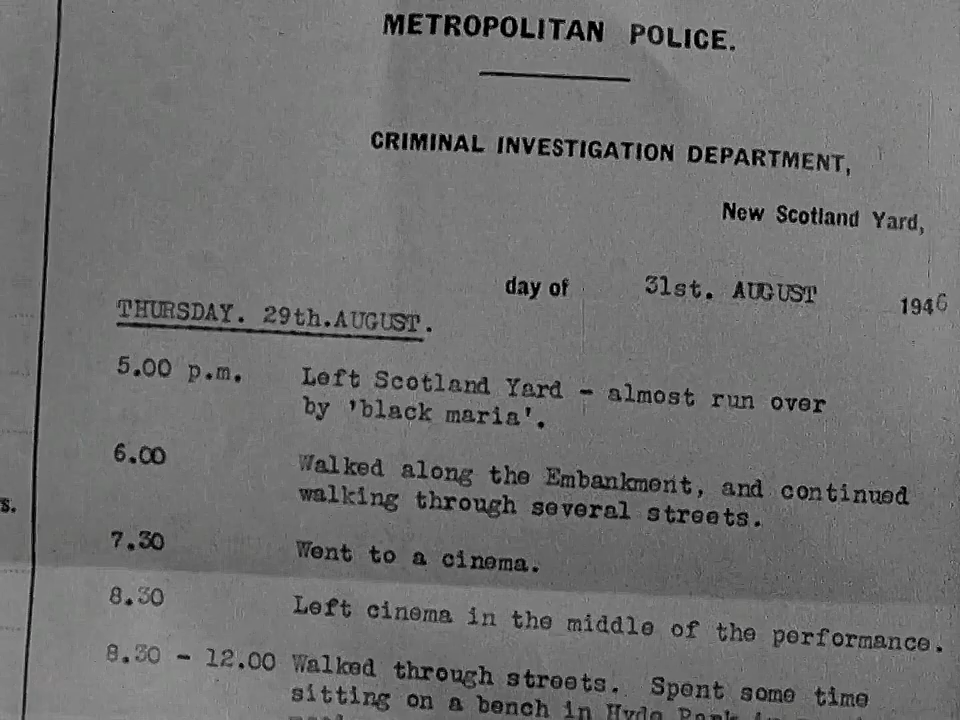 METROPOLITAN POLICE.
CRIMINAL INVESTIGATION DEPARTMENT,
New Scotland Yard,
day of 31st. AUGUST 1946
THURSDAY. 29th.AUGUST.
5.00 p.m. Left Scotland Yard - almost run over
by 'black maria'.
6.00 Walked along the Embankment, and continued
walking through several streets.
s.
7.30 Went to a cinema.
8.30 Left cinema in the middle of the performance.
8.30 - 12.00 Walked through streets. Spent some time
sitting on a bench in Hyde Park